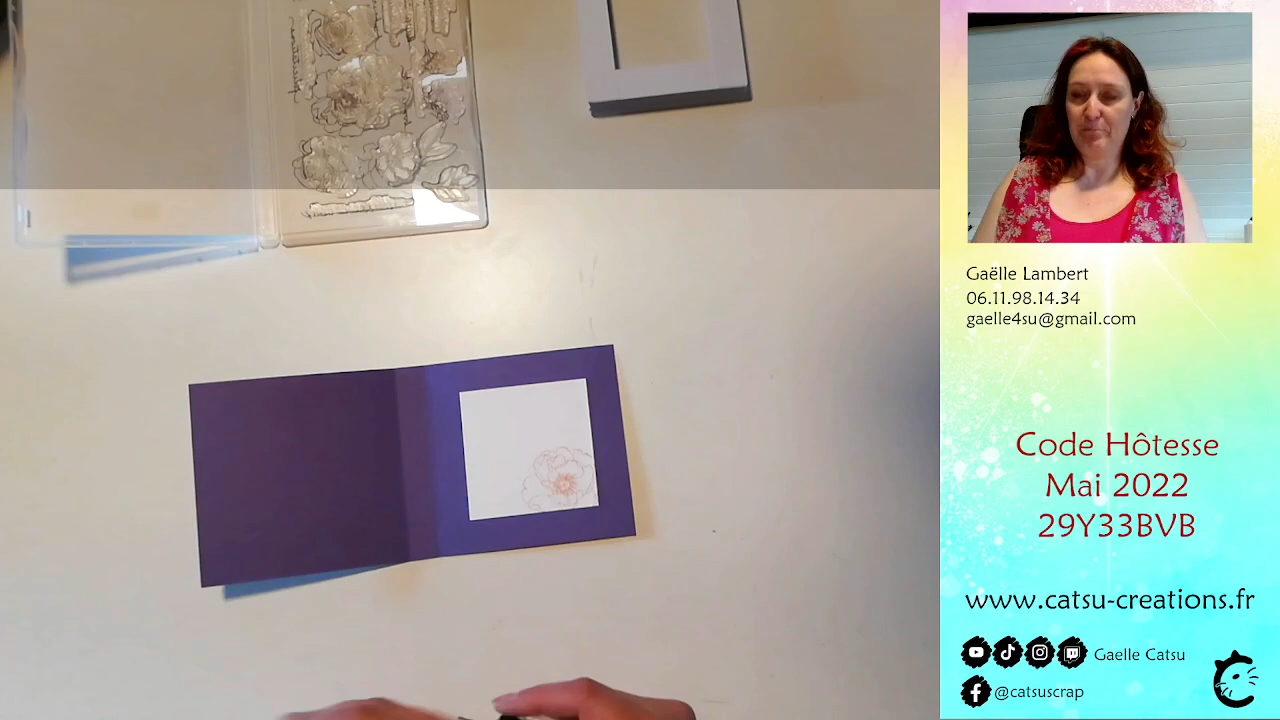 Gaëlle Lambert
06.11.98.14.34
gaelle4su@gmail.com
Code Hôtesse
Mai 2022
29Y33BVB
www.catsu-creations.fr
Gaelle Catsu
@catsuscrap